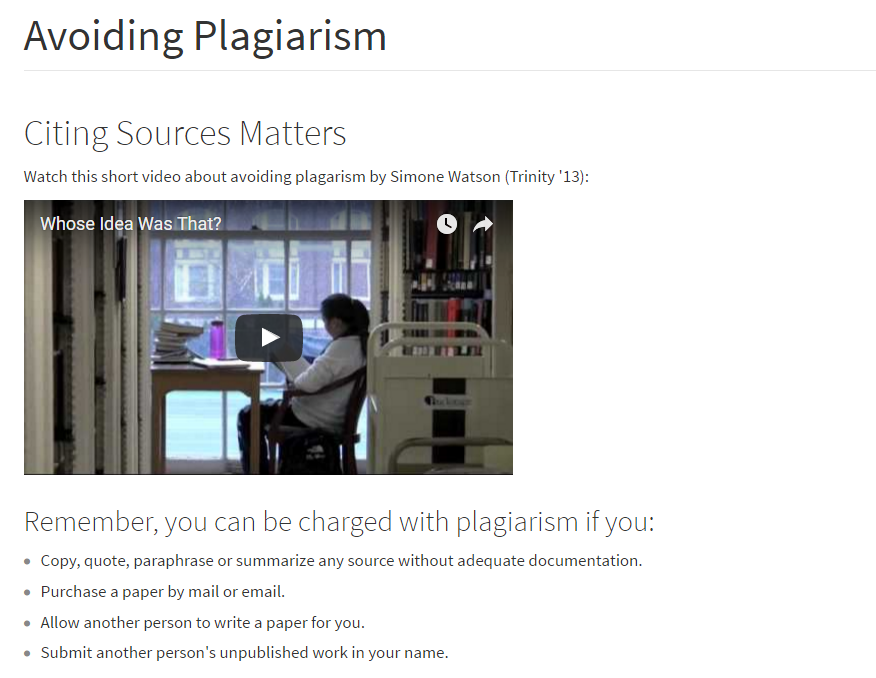 Avoiding Plagiarism
Citing Sources Matters
Watch this short video about avoiding plagarism by Simone Watson (Trinity '13):
Whose Idea Was That?
Remember, you can be charged with plagiarism if you:
Copy, quote, paraphrase or summarize any source without adequate documentation.
Purchase a paper by mail or email.
Allow another person to write a paper for you.
Submit another person's unpublished work in your name.